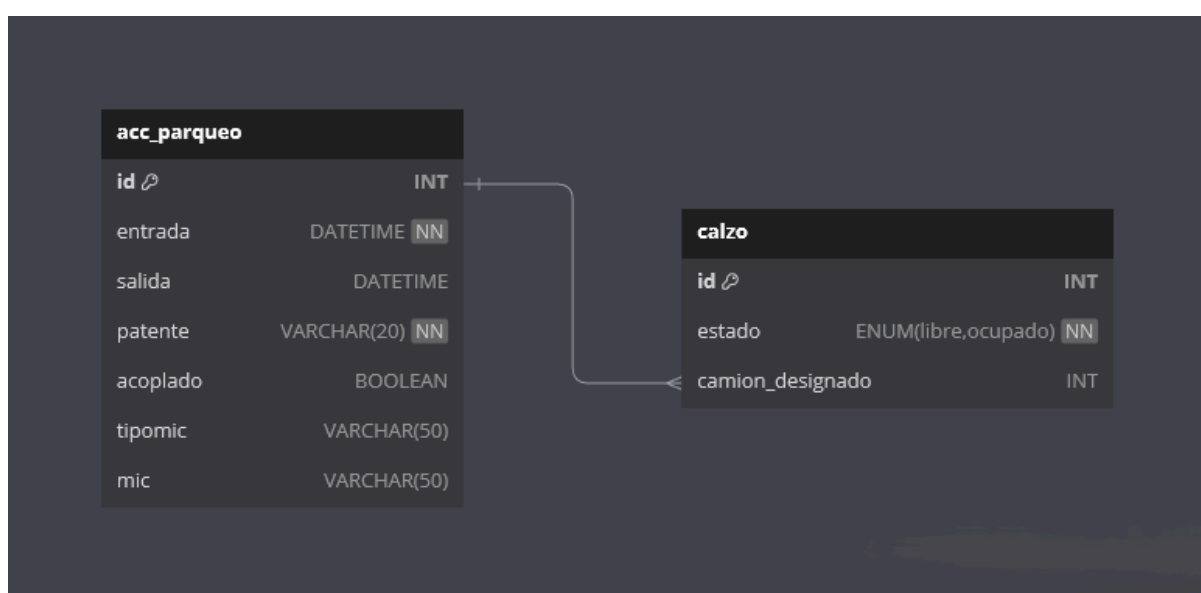 acc_parqueo
id INT
entrada DATETIME NN
salida DATETIME
patente VARCHAR(20) NN
acoplado BOOLEAN
tipomic VARCHAR(50)
mic VARCHAR(50)
calzo
id INT
estado ENUM(libre,ocupado) NN
camion_designado INT